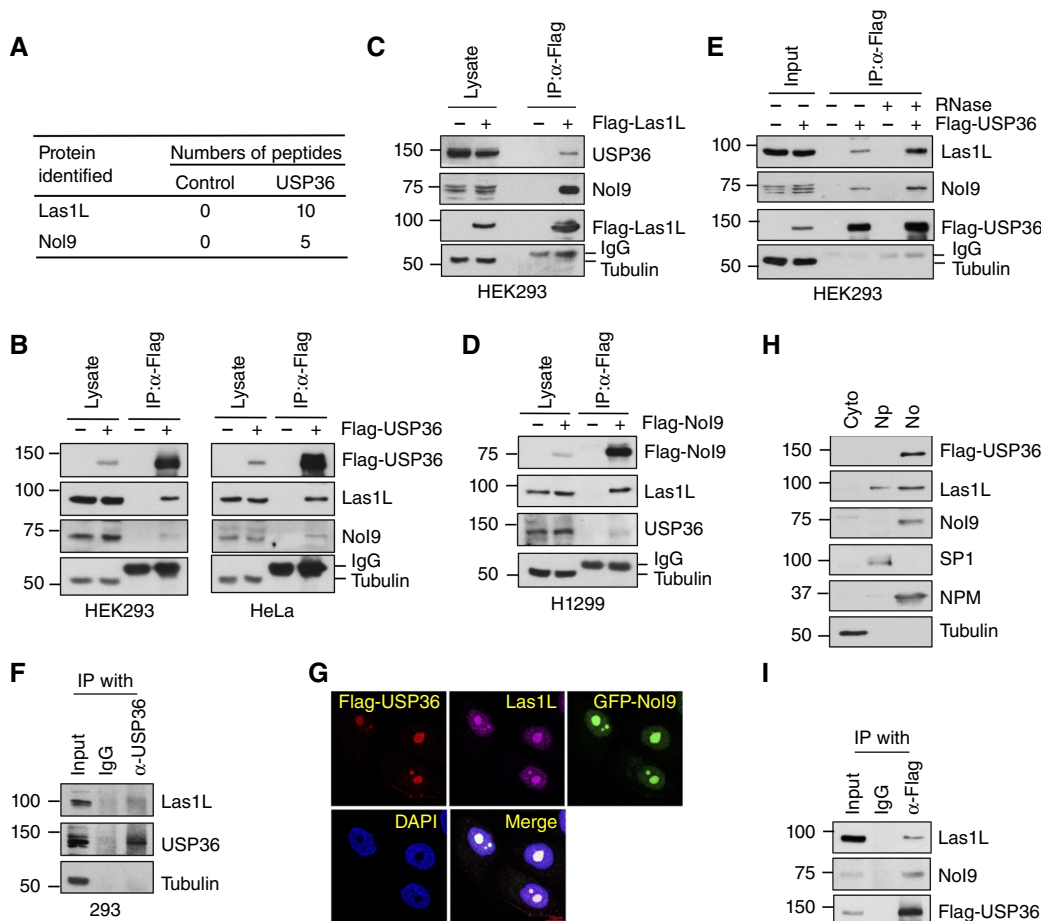 A
Protein identified Numbers of peptides
Control USP36
Las1L 0 10
Nol9 0 5
B
Lysate IP:α-Flag Lysate IP:α-Flag
– + – + – + – + Flag-USP36
150 Flag-USP36
100 Las1L
75 Nol9
50 IgG
Tubulin
HEK293 HeLa
C
Lysate IP:α-Flag
– + – + Flag-Las1L
150 USP36
75 Nol9
100 Flag-Las1L
50 IgG
Tubulin
HEK293
D
Lysate IP:α-Flag
– + – + Flag-Nol9
75 Flag-Nol9
100 Las1L
150 USP36
50 IgG
Tubulin
H1299
E
Input IP:α-Flag
– – – – + + RNase
– + – + – + Flag-USP36
100 Las1L
75 Nol9
150 Flag-USP36
50 IgG
Tubulin
HEK293
F
IP with
Input IgG α-USP36
100 Las1L
150 USP36
50 Tubulin
293
G
Flag-USP36 Las1L GFP-Nol9
DAPI Merge
H
Cyto Np No
150 Flag-USP36
100 Las1L
75 Nol9
100 SP1
37 NPM
50 Tubulin
I
IP with
Input IgG α-Flag
100 Las1L
75 Nol9
150 Flag-USP36